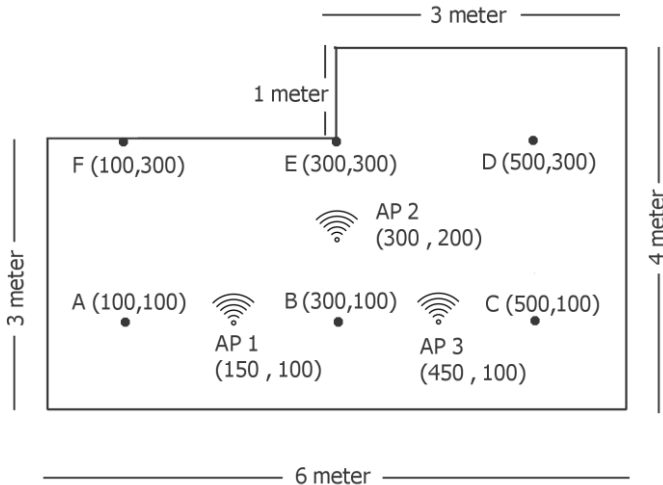 3 meter
1 meter
F (100,300)
E (300,300)
D (500,300)
AP 2
(300 , 200)
4 meter
3 meter
A (100,100)
B (300,100)
C (500,100)
AP 1
(150 , 100)
AP 3
(450 , 100)
6 meter